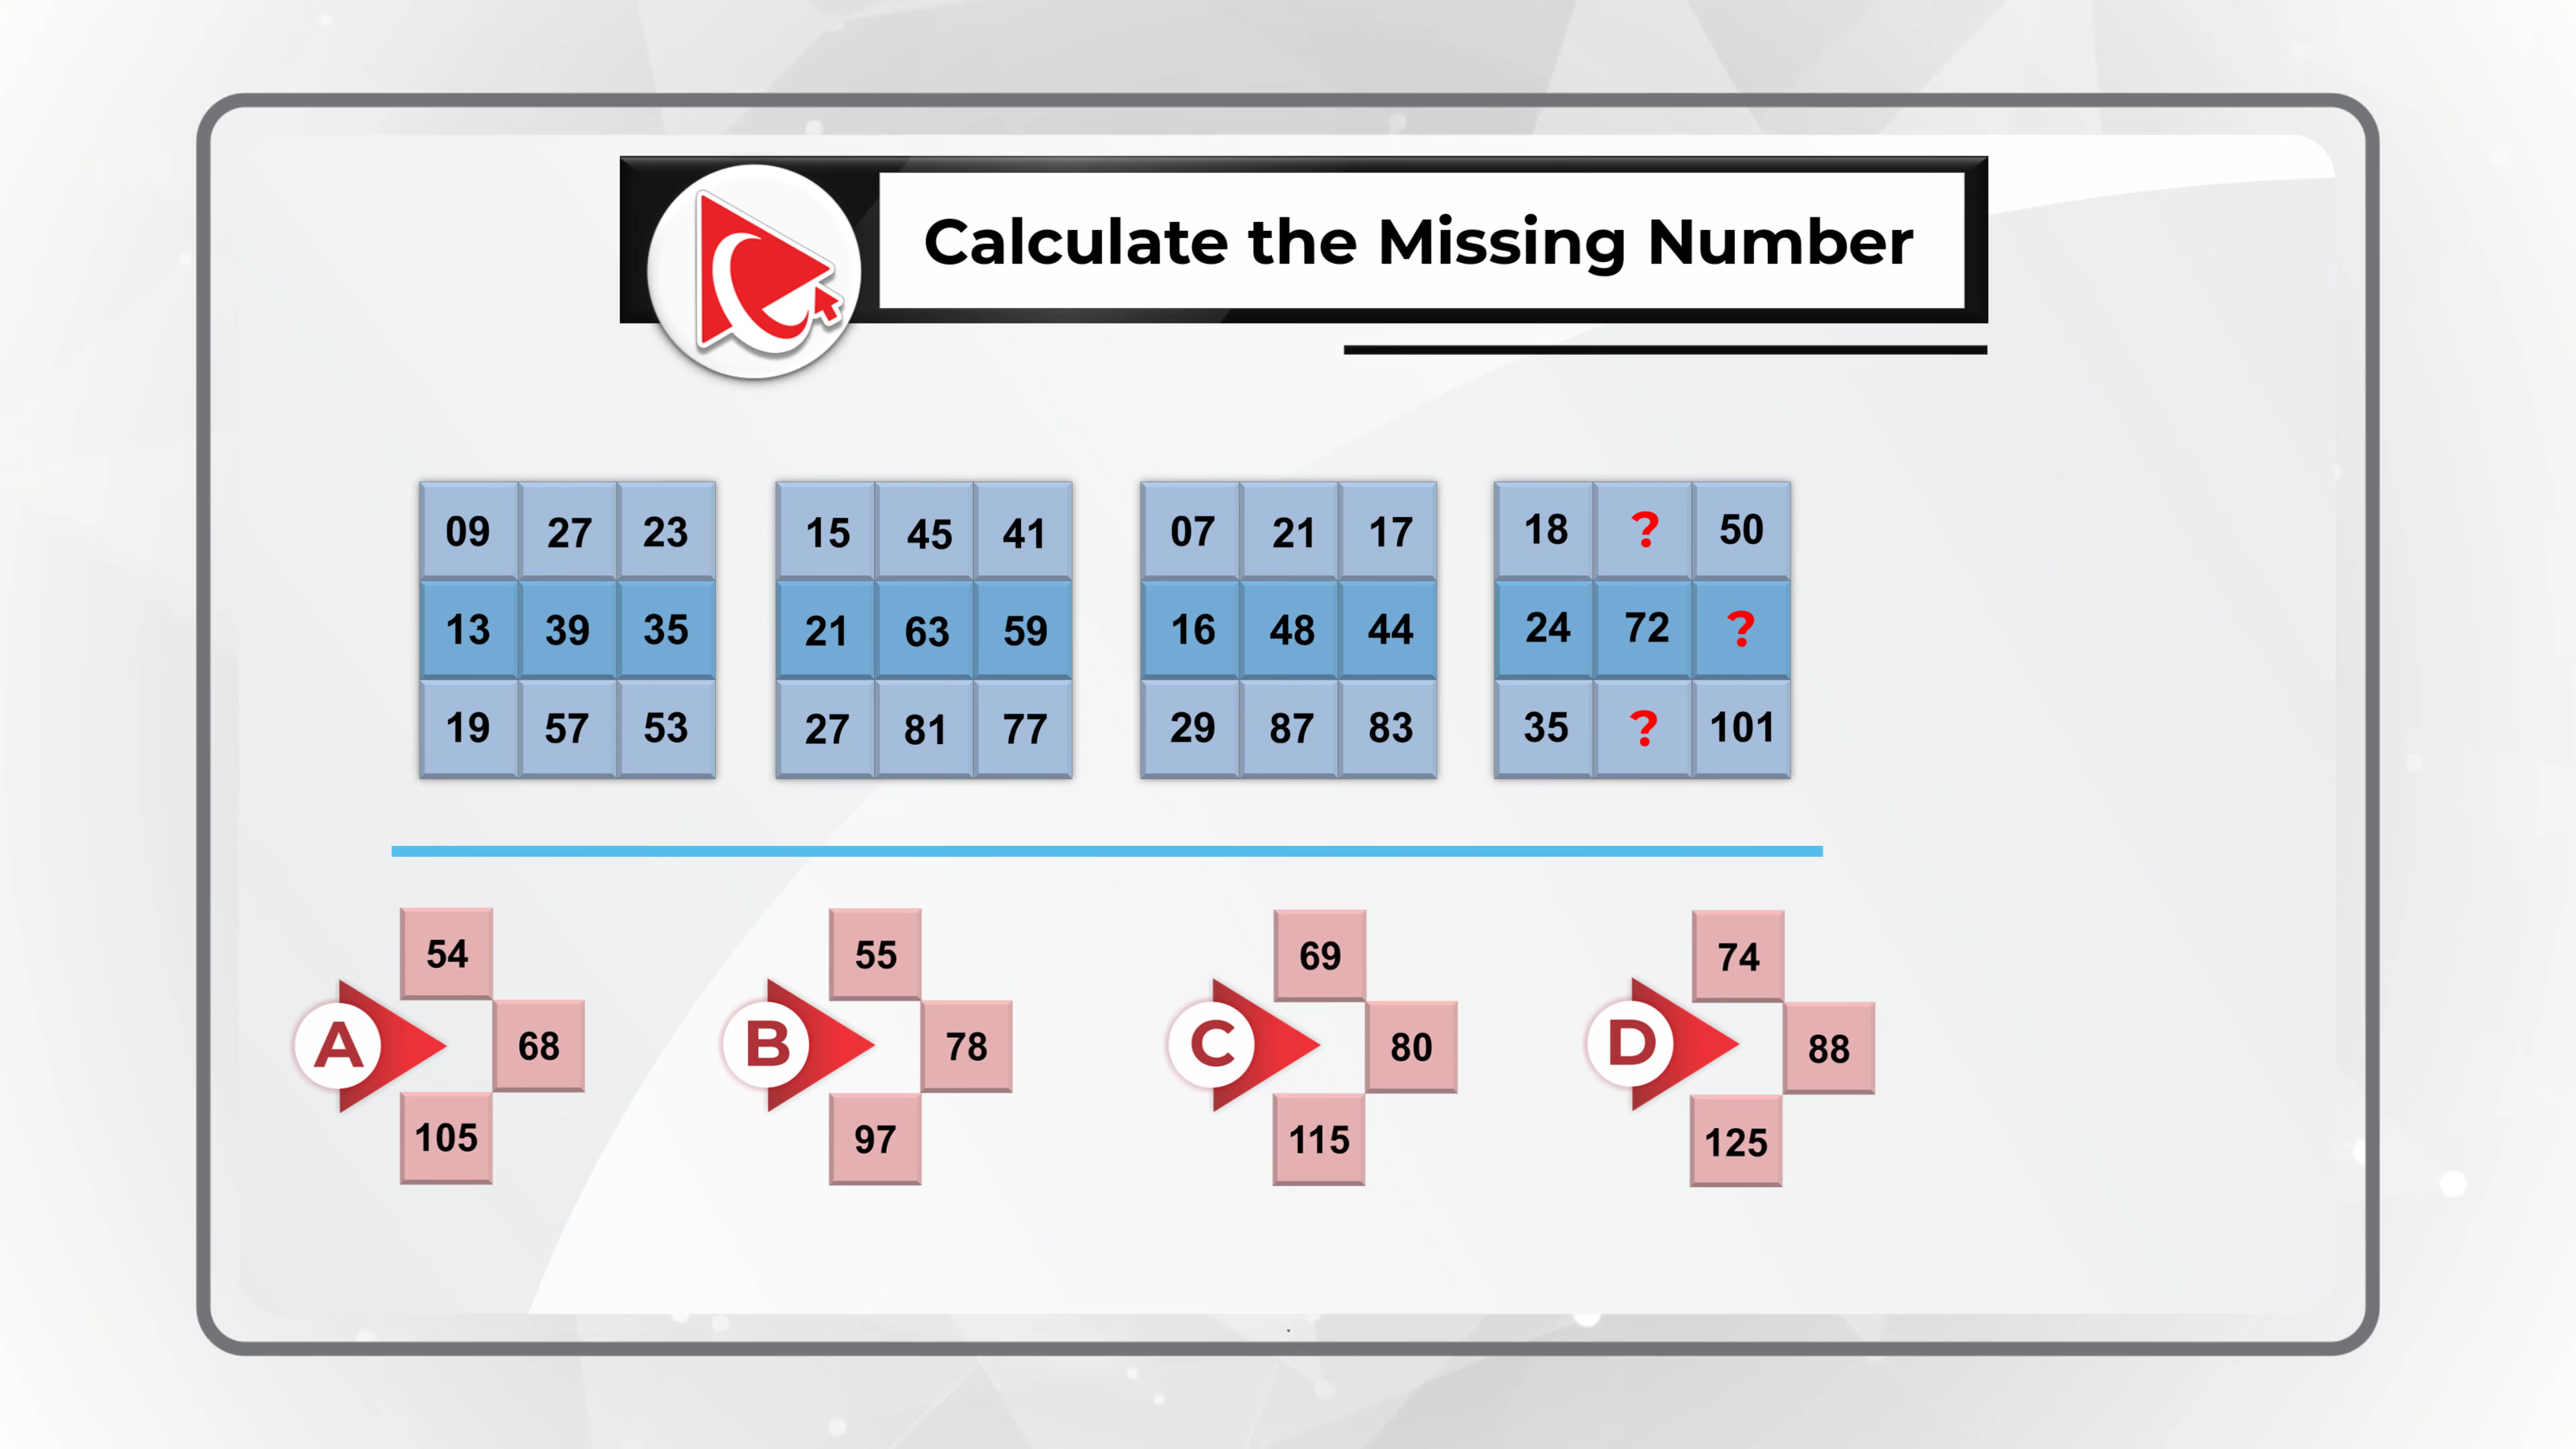 Calculate the Missing Number
09 27 23 15 45 41 07 21 17 18 ? 50
13 39 35 21 63 59 16 48 44 24 72 ?
19 57 53 27 81 77 29 87 83 35 ? 101
54 55 69 74
A 68 B 78 C 80 D 88
105 97 115 125